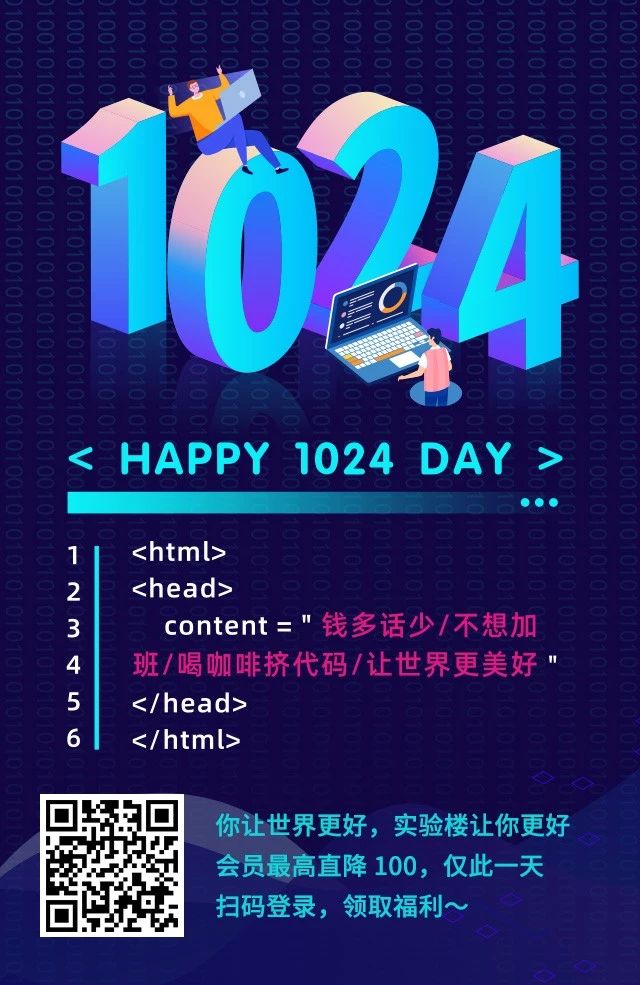 1024
< HAPPY 1024 DAY >
1 <html>
2 <head>
3 content = " 钱多话少/不想加
4 班/喝咖啡挤代码/让世界更美好 "
5 </head>
6 </html>
你让世界更好，实验楼让你更好
会员最高直降 100，仅此一天
扫码登录，领取福利～